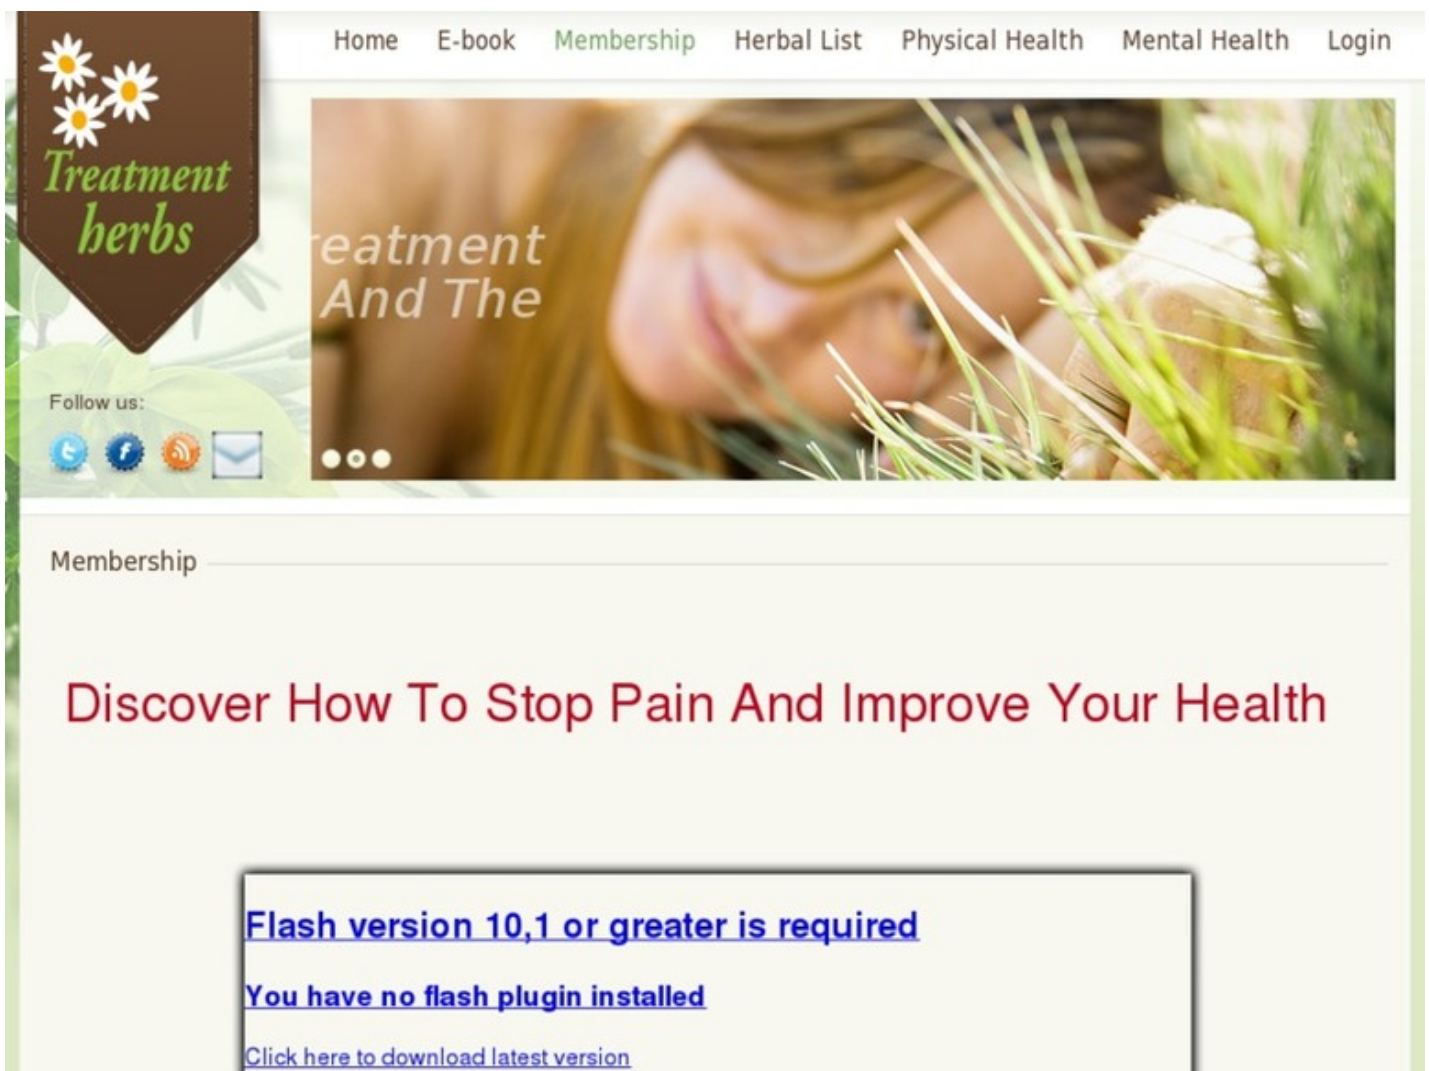 Home E-book Membership Herbal List Physical Health Mental Health Login
Treatment
herbs
reatment
And The
Follow us:
Membership
Discover How To Stop Pain And Improve Your Health
Flash version 10,1 or greater is required
You have no flash plugin installed
Click here to download latest version